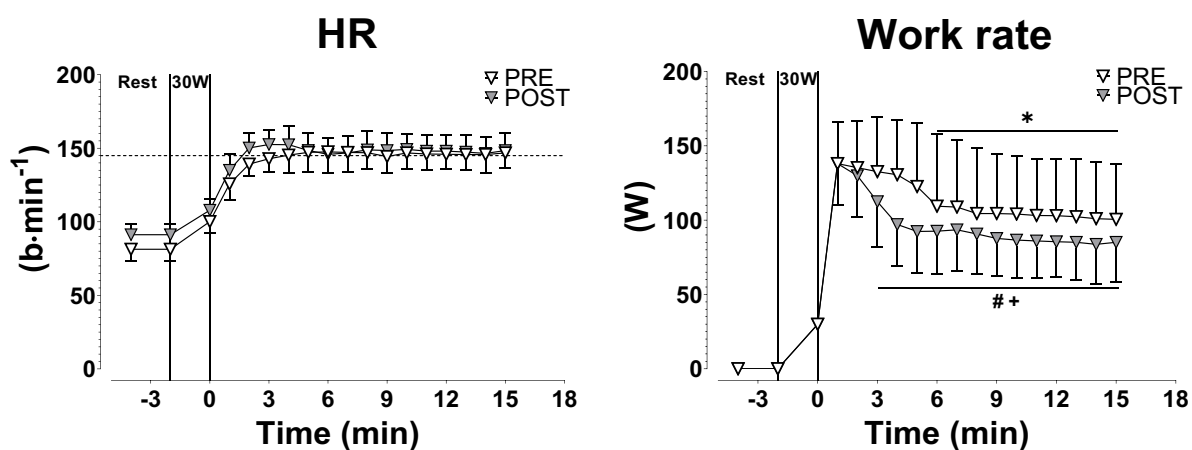 HR
200
150
100
50
0
Rest
30W
PRE
POST
(b·min⁻¹)
-3
0
3
6
9
12
15
18
Time (min)
Work rate
200
150
100
50
0
Rest
30W
PRE
POST
*
# +
(W)
-3
0
3
6
9
12
15
18
Time (min)